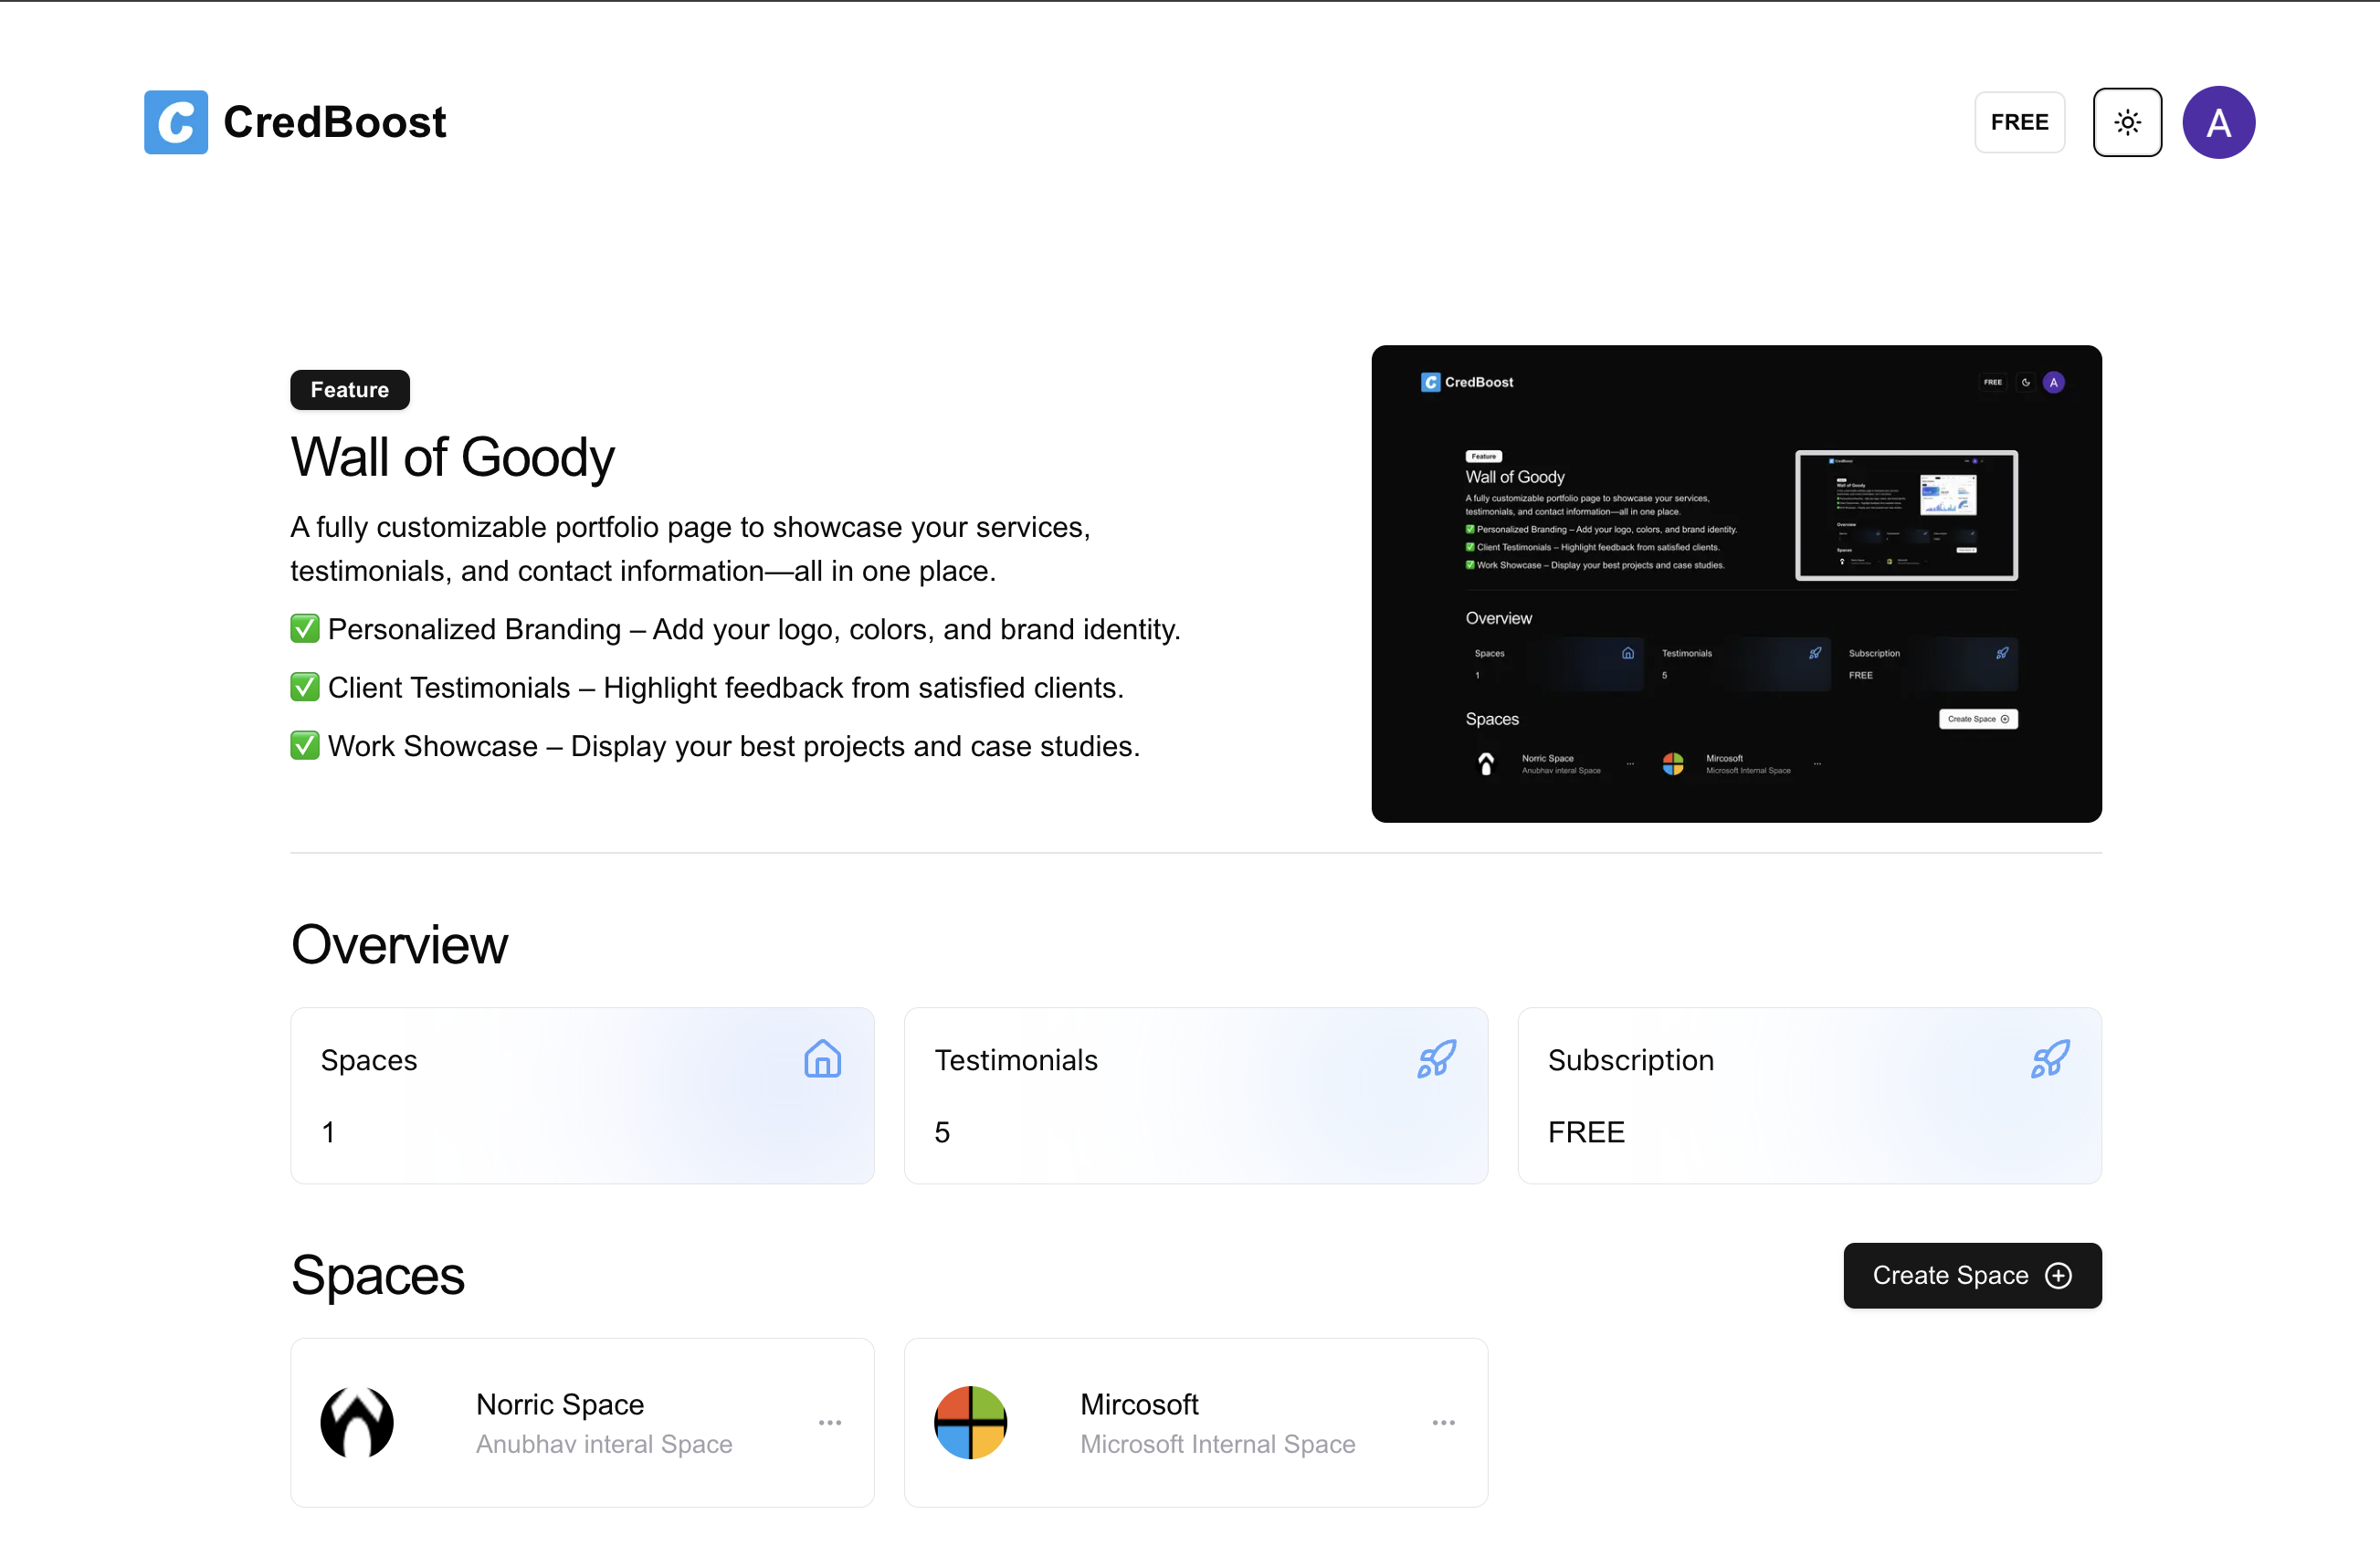 C CredBoost
FREE
A
Feature
Wall of Goody
A fully customizable portfolio page to showcase your services,
testimonials, and contact information—all in one place.
✅ Personalized Branding – Add your logo, colors, and brand identity.
✅ Client Testimonials – Highlight feedback from satisfied clients.
✅ Work Showcase – Display your best projects and case studies.
C CredBoost
FREE
A
Feature
Wall of Goody
A fully customizable portfolio page to showcase your services,
testimonials, and contact information—all in one place.
✅ Personalized Branding – Add your logo, colors, and brand identity.
✅ Client Testimonials – Highlight feedback from satisfied clients.
✅ Work Showcase – Display your best projects and case studies.
Wall of Goody
Overview
Spaces
Overview
Spaces
1
Testimonials
5
Subscription
FREE
Spaces
Create Space
Norric Space
Anubhav interal Space
...
Mircosoft
Microsoft Internal Space
...
Overview
Spaces
1
Testimonials
5
Subscription
FREE
Spaces
Create Space
Norric Space
Anubhav interal Space
...
Mircosoft
Microsoft Internal Space
...